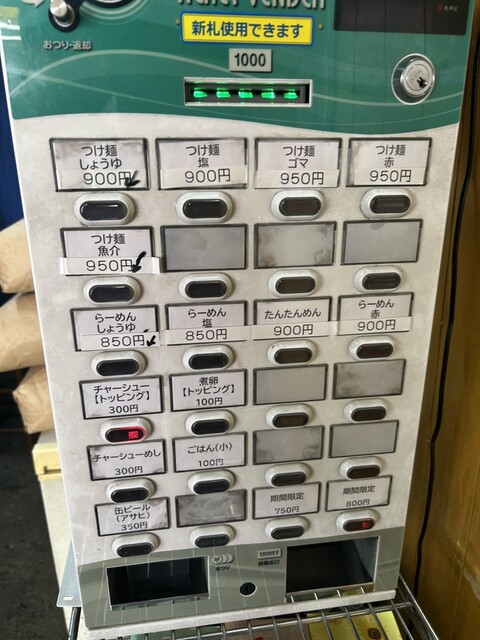 おつり・返却
新札使用できます
1000
つけ麺
しょうゆ
900円
つけ麺
塩
900円
つけ麺
ゴマ
950円
つけ麺
赤
950円
つけ麺
魚介
950円
らーめん
しょうゆ
850円
らーめん
塩
850円
たんたんめん
900円
らーめん
赤
900円
チャーシュー
【トッピング】
300円
煮卵
【トッピング】
100円
チャーシューめし
300円
ごはん(小)
100円
缶ビール
(アサヒ)
350円
期間限定
750円
期間限定
800円
おつり
TICKET